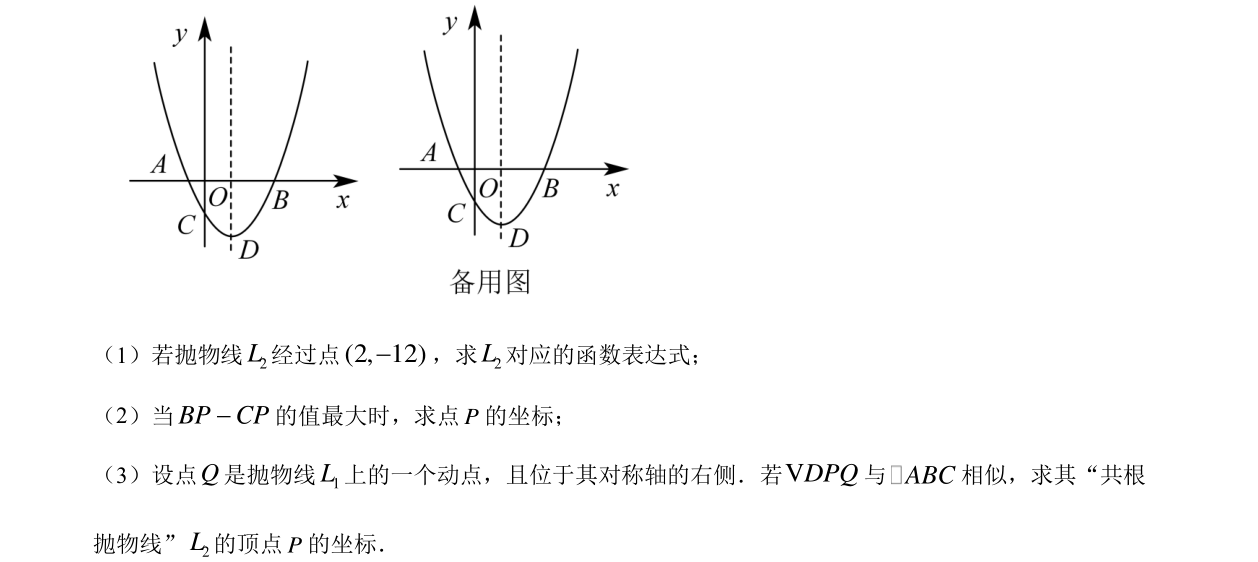 y y
A O B x C D
A O B x C D
备用图
（1）若抛物线L₂经过点(2,−12)，求L₂对应的函数表达式；
（2）当BP−CP的值最大时，求点P的坐标；
（3）设点Q是抛物线L₁上的一个动点，且位于其对称轴的右侧．若VDPQ与□ABC相似，求其“共根
抛物线”L₂的顶点P的坐标．